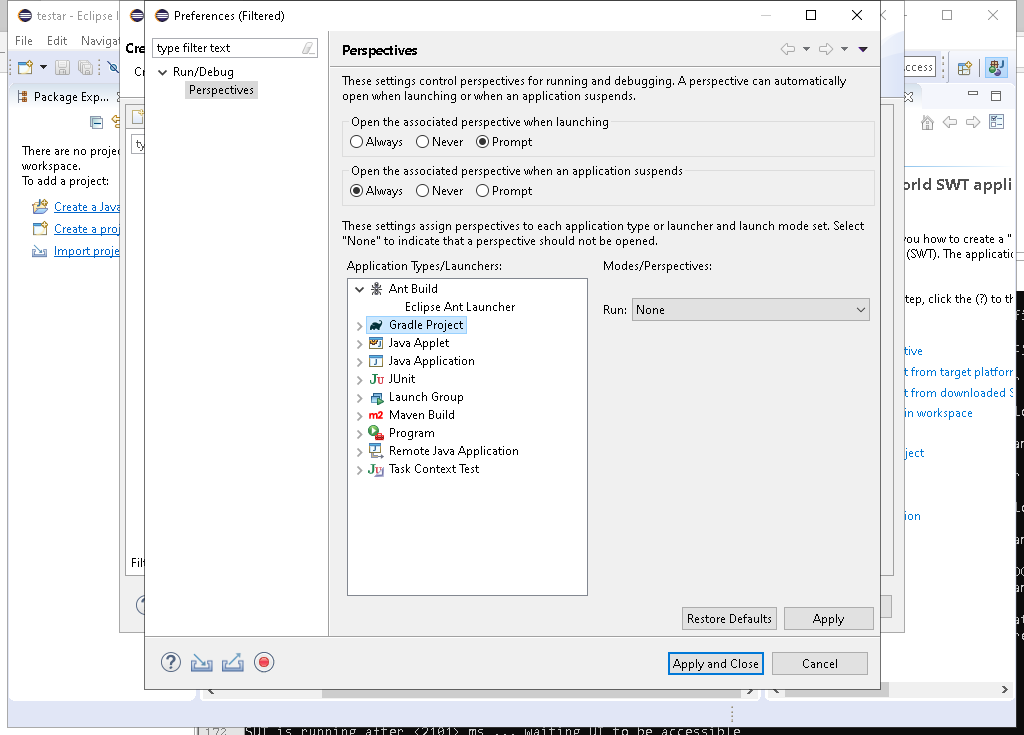 testar - Eclipse I
Preferences (Filtered)
File Edit Navigat
type filter text
Run/Debug
Perspectives
Perspectives
These settings control perspectives for running and debugging. A perspective can automatically
open when launching or when an application suspends.
Open the associated perspective when launching
Always Never Prompt
Open the associated perspective when an application suspends
Always Never Prompt
These settings assign perspectives to each application type or launcher and launch mode set. Select
"None" to indicate that a perspective should not be opened.
Application Types/Launchers:
Modes/Perspectives:
Ant Build
Eclipse Ant Launcher
Gradle Project
Java Applet
Java Application
JUnit
Launch Group
Maven Build
Program
Remote Java Application
Task Context Test
Run: None
Restore Defaults Apply
Apply and Close Cancel
Package Exp...
There are no projec
workspace.
To add a project:
Create a Java
Create a proj
Import proje
Cre
Cr
ty
Filt
ccess
orld SWT appli
you how to create a "
(SWT). The applicatio
tep, click the (?) to th
tive
t from target platform
t from downloaded S
in workspace
ject
ion
172 SUT is running after <2101> ms ... waiting UI to be accessible